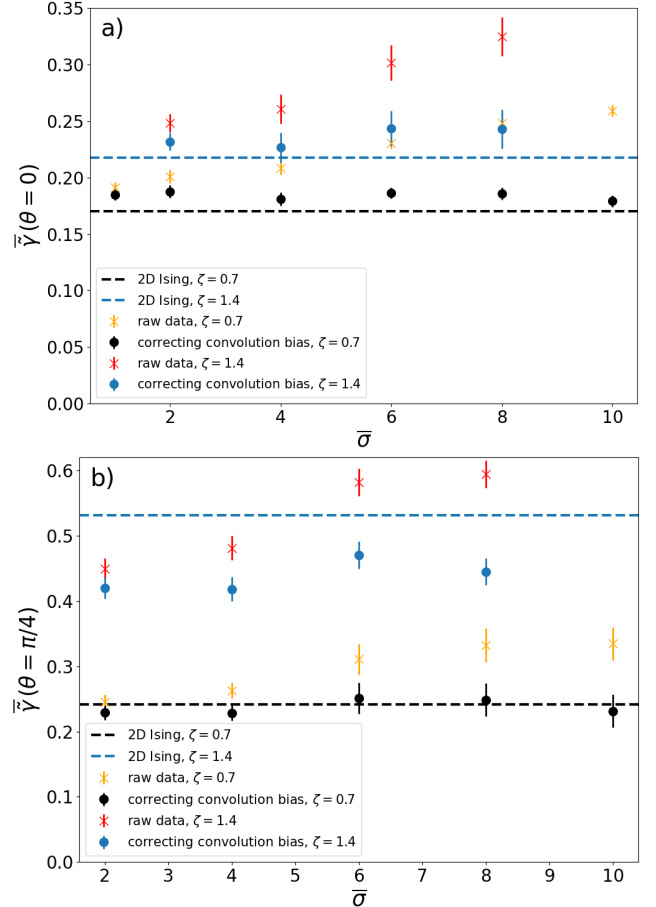 a)
0.35
0.30
0.25
0.20
0.15
0.10
0.05
0.00
γ̃̅ (θ = 0)
2D Ising, ζ = 0.7
2D Ising, ζ = 1.4
raw data, ζ = 0.7
correcting convolution bias, ζ = 0.7
raw data, ζ = 1.4
correcting convolution bias, ζ = 1.4
2 4 6 8 10
σ̅
b)
0.6
0.5
0.4
0.3
0.2
0.1
0.0
γ̃̅ (θ = π/4)
2D Ising, ζ = 0.7
2D Ising, ζ = 1.4
raw data, ζ = 0.7
correcting convolution bias, ζ = 0.7
raw data, ζ = 1.4
correcting convolution bias, ζ = 1.4
2 3 4 5 6 7 8 9 10
σ̅